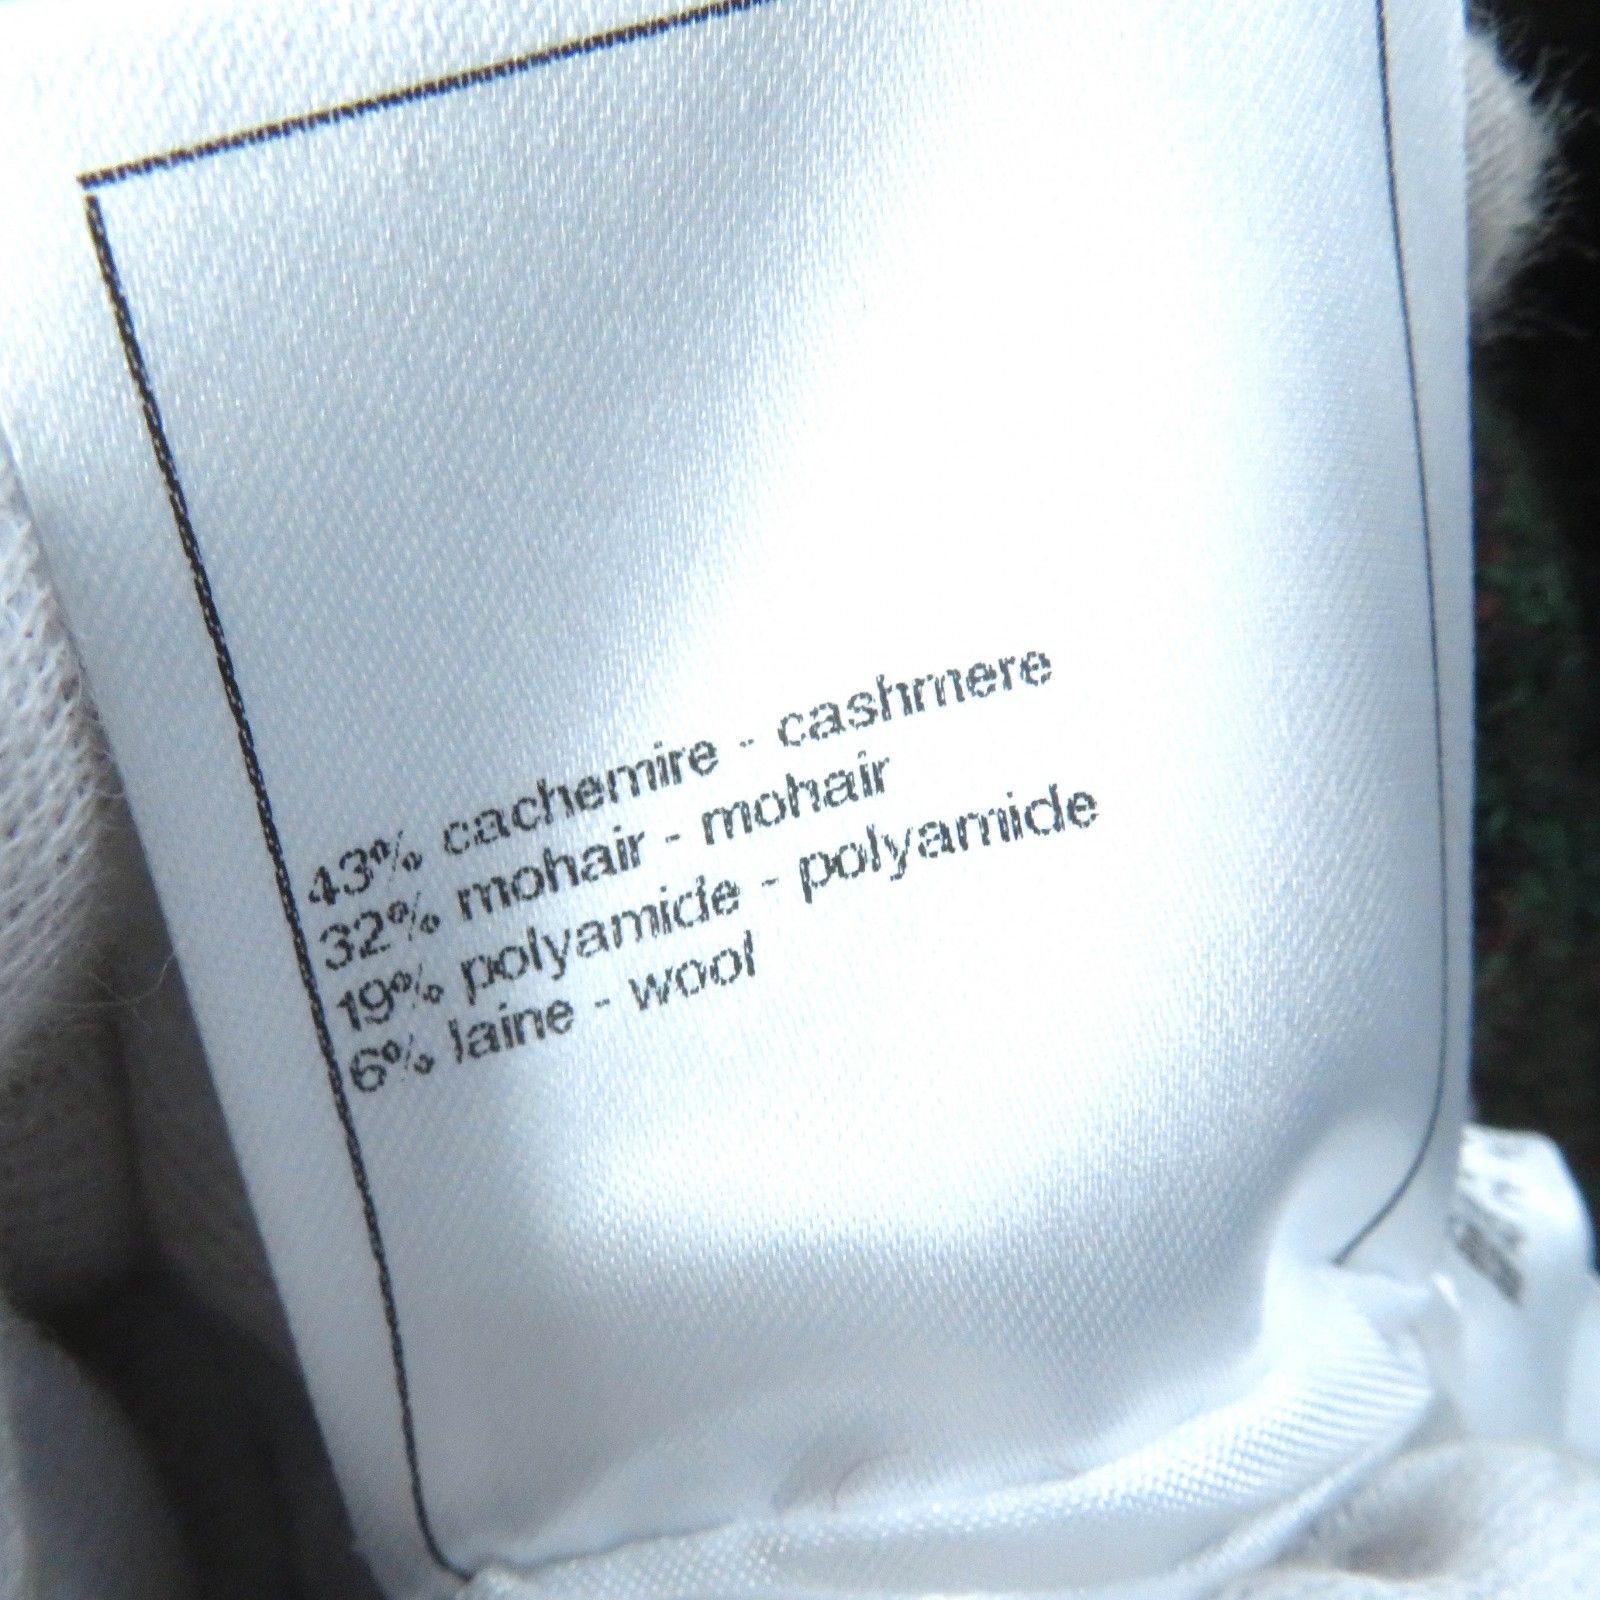 43% cachemire - cashmere
32% mohair - mohair
19% polyamide - polyamide
6% laine - wool